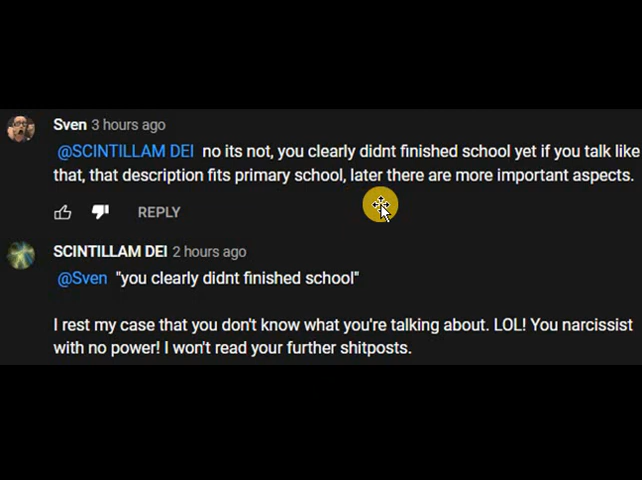 Sven 3 hours ago
@SCINTILLAM DEI no its not, you clearly didnt finished school yet if you talk like
that, that description fits primary school, later there are more important aspects.
REPLY
SCINTILLAM DEI 2 hours ago
@Sven "you clearly didnt finished school"
I rest my case that you don't know what you're talking about. LOL! You narcissist
with no power! I won't read your further shitposts.